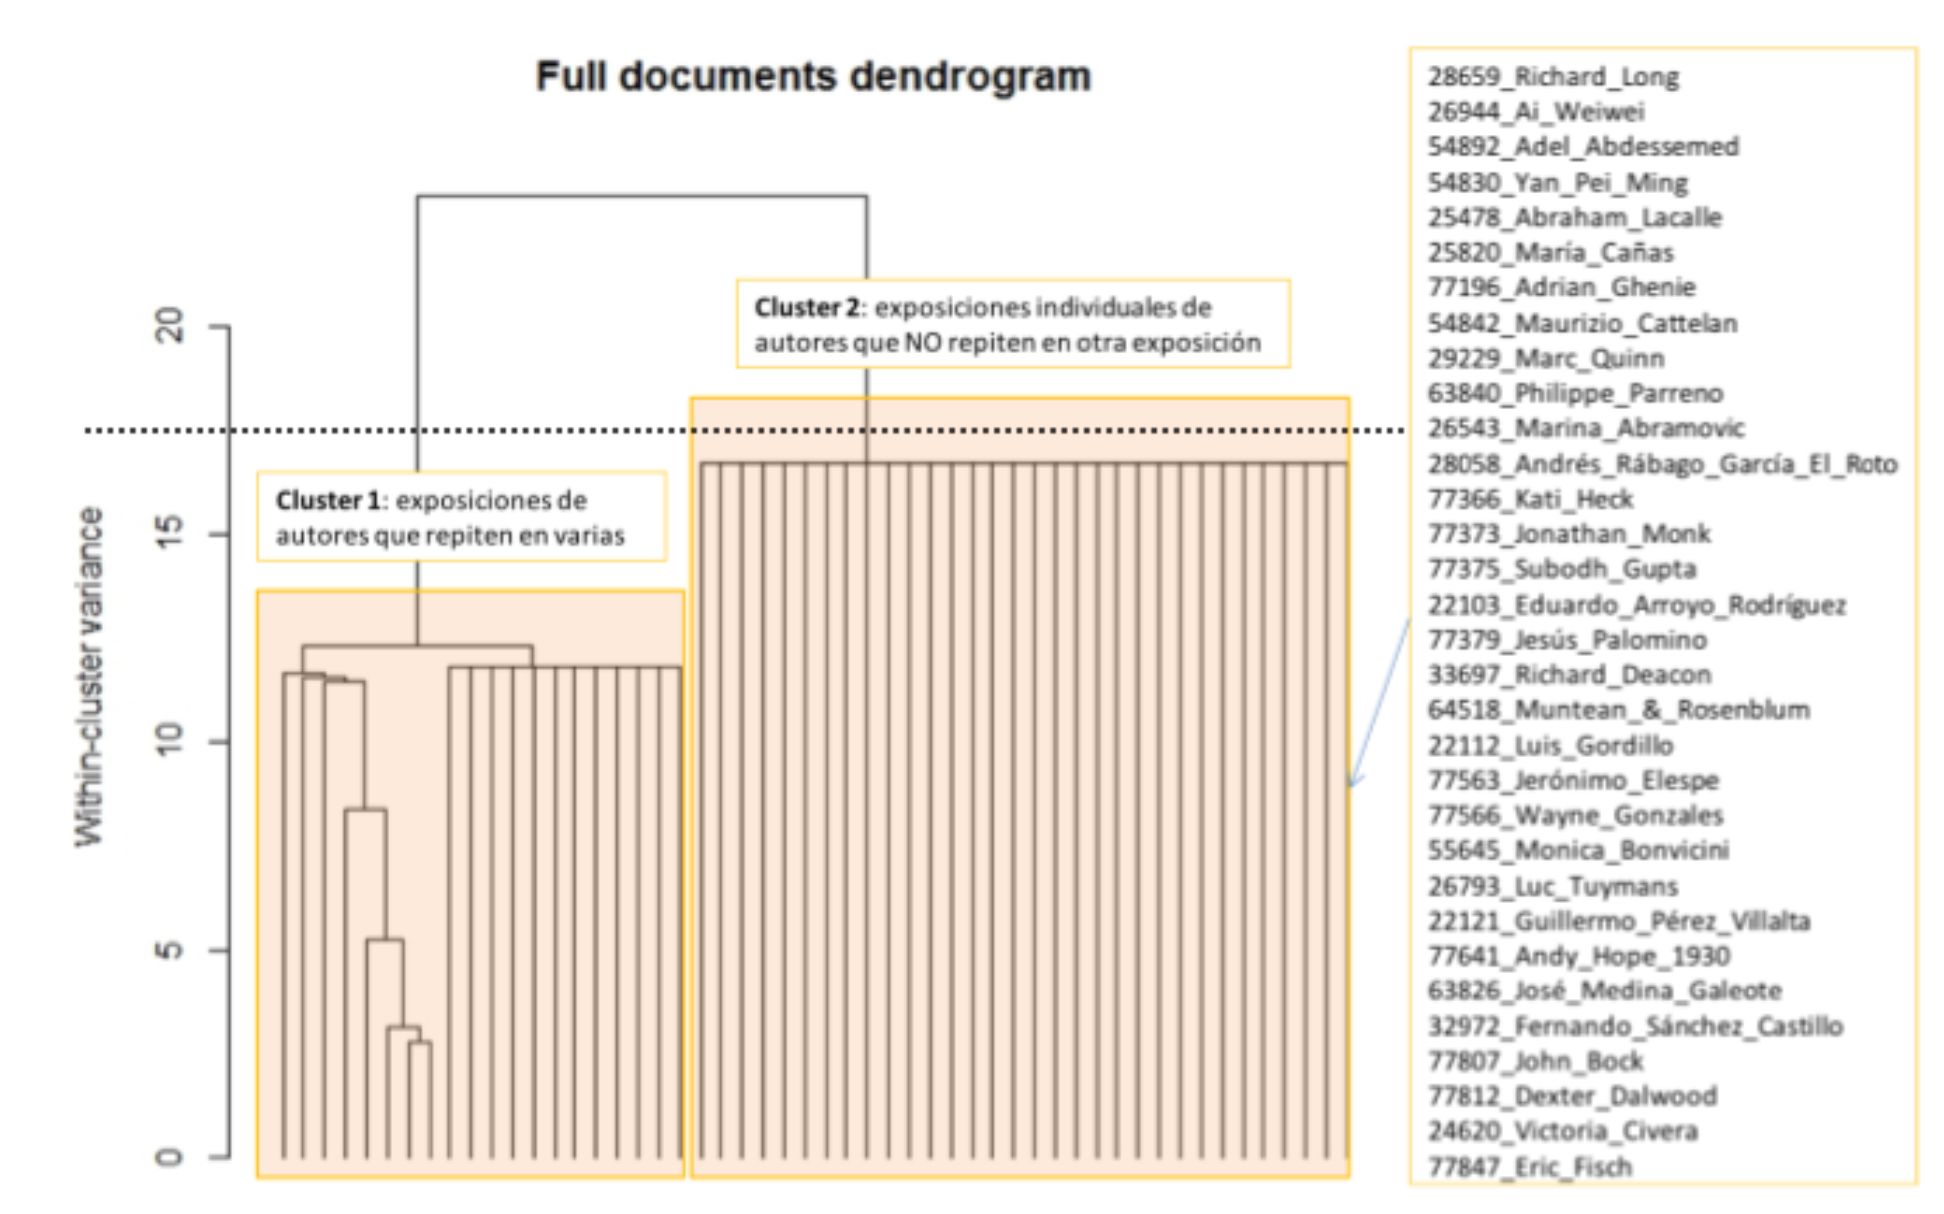 Full documents dendrogram
Within-cluster variance
20
15
10
5
0
Cluster 1: exposiciones de
autores que repiten en varias
Cluster 2: exposiciones individuales de
autores que NO repiten en otra exposición
28659_Richard_Long
26944_Ai_Weiwei
54892_Adel_Abdessemed
54830_Yan_Pei_Ming
25478_Abraham_Lacalle
25820_María_Cañas
77196_Adrian_Ghenie
54842_Maurizio_Cattelan
29229_Marc_Quinn
63840_Philippe_Parreno
26543_Marina_Abramovic
28058_Andrés_Rábago_García_El_Roto
77366_Kati_Heck
77373_Jonathan_Monk
77375_Subodh_Gupta
22103_Eduardo_Arroyo_Rodríguez
77379_Jesús_Palomino
33697_Richard_Deacon
64518_Muntean_&_Rosenblum
22112_Luis_Gordillo
77563_Jerónimo_Elespe
77566_Wayne_Gonzales
55645_Monica_Bonvicini
26793_Luc_Tuymans
22121_Guillermo_Pérez_Villalta
77641_Andy_Hope_1930
63826_José_Medina_Galeote
32972_Fernando_Sánchez_Castillo
77807_John_Bock
77812_Dexter_Dalwood
24620_Victoria_Civera
77847_Eric_Fisch